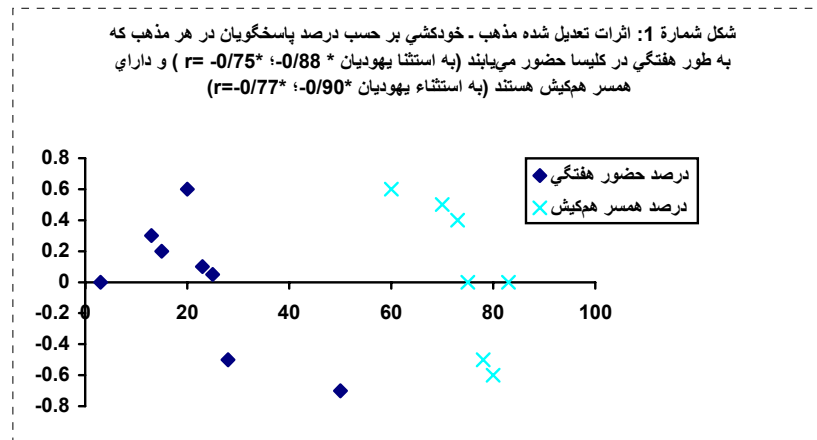 شكل شمارة 1: اثرات تعديل شده مذهب ـ خودكشي بر حسب درصد پاسخگويان در هر مذهب كه
به طور هفتگي در كليسا حضور مي‌يابند (به استثنا يهوديان * 0/88-؛ *0/75- =r ) و داراي
همسر هم‌كيش هستند (به استثناء يهوديان *0/90-؛ *0/77-=r)
درصد حضور هفتگي
درصد همسر هم‌كيش
0.8
0.6
0.4
0.2
0
-0.2
-0.4
-0.6
-0.8
0 20 40 60 80 100